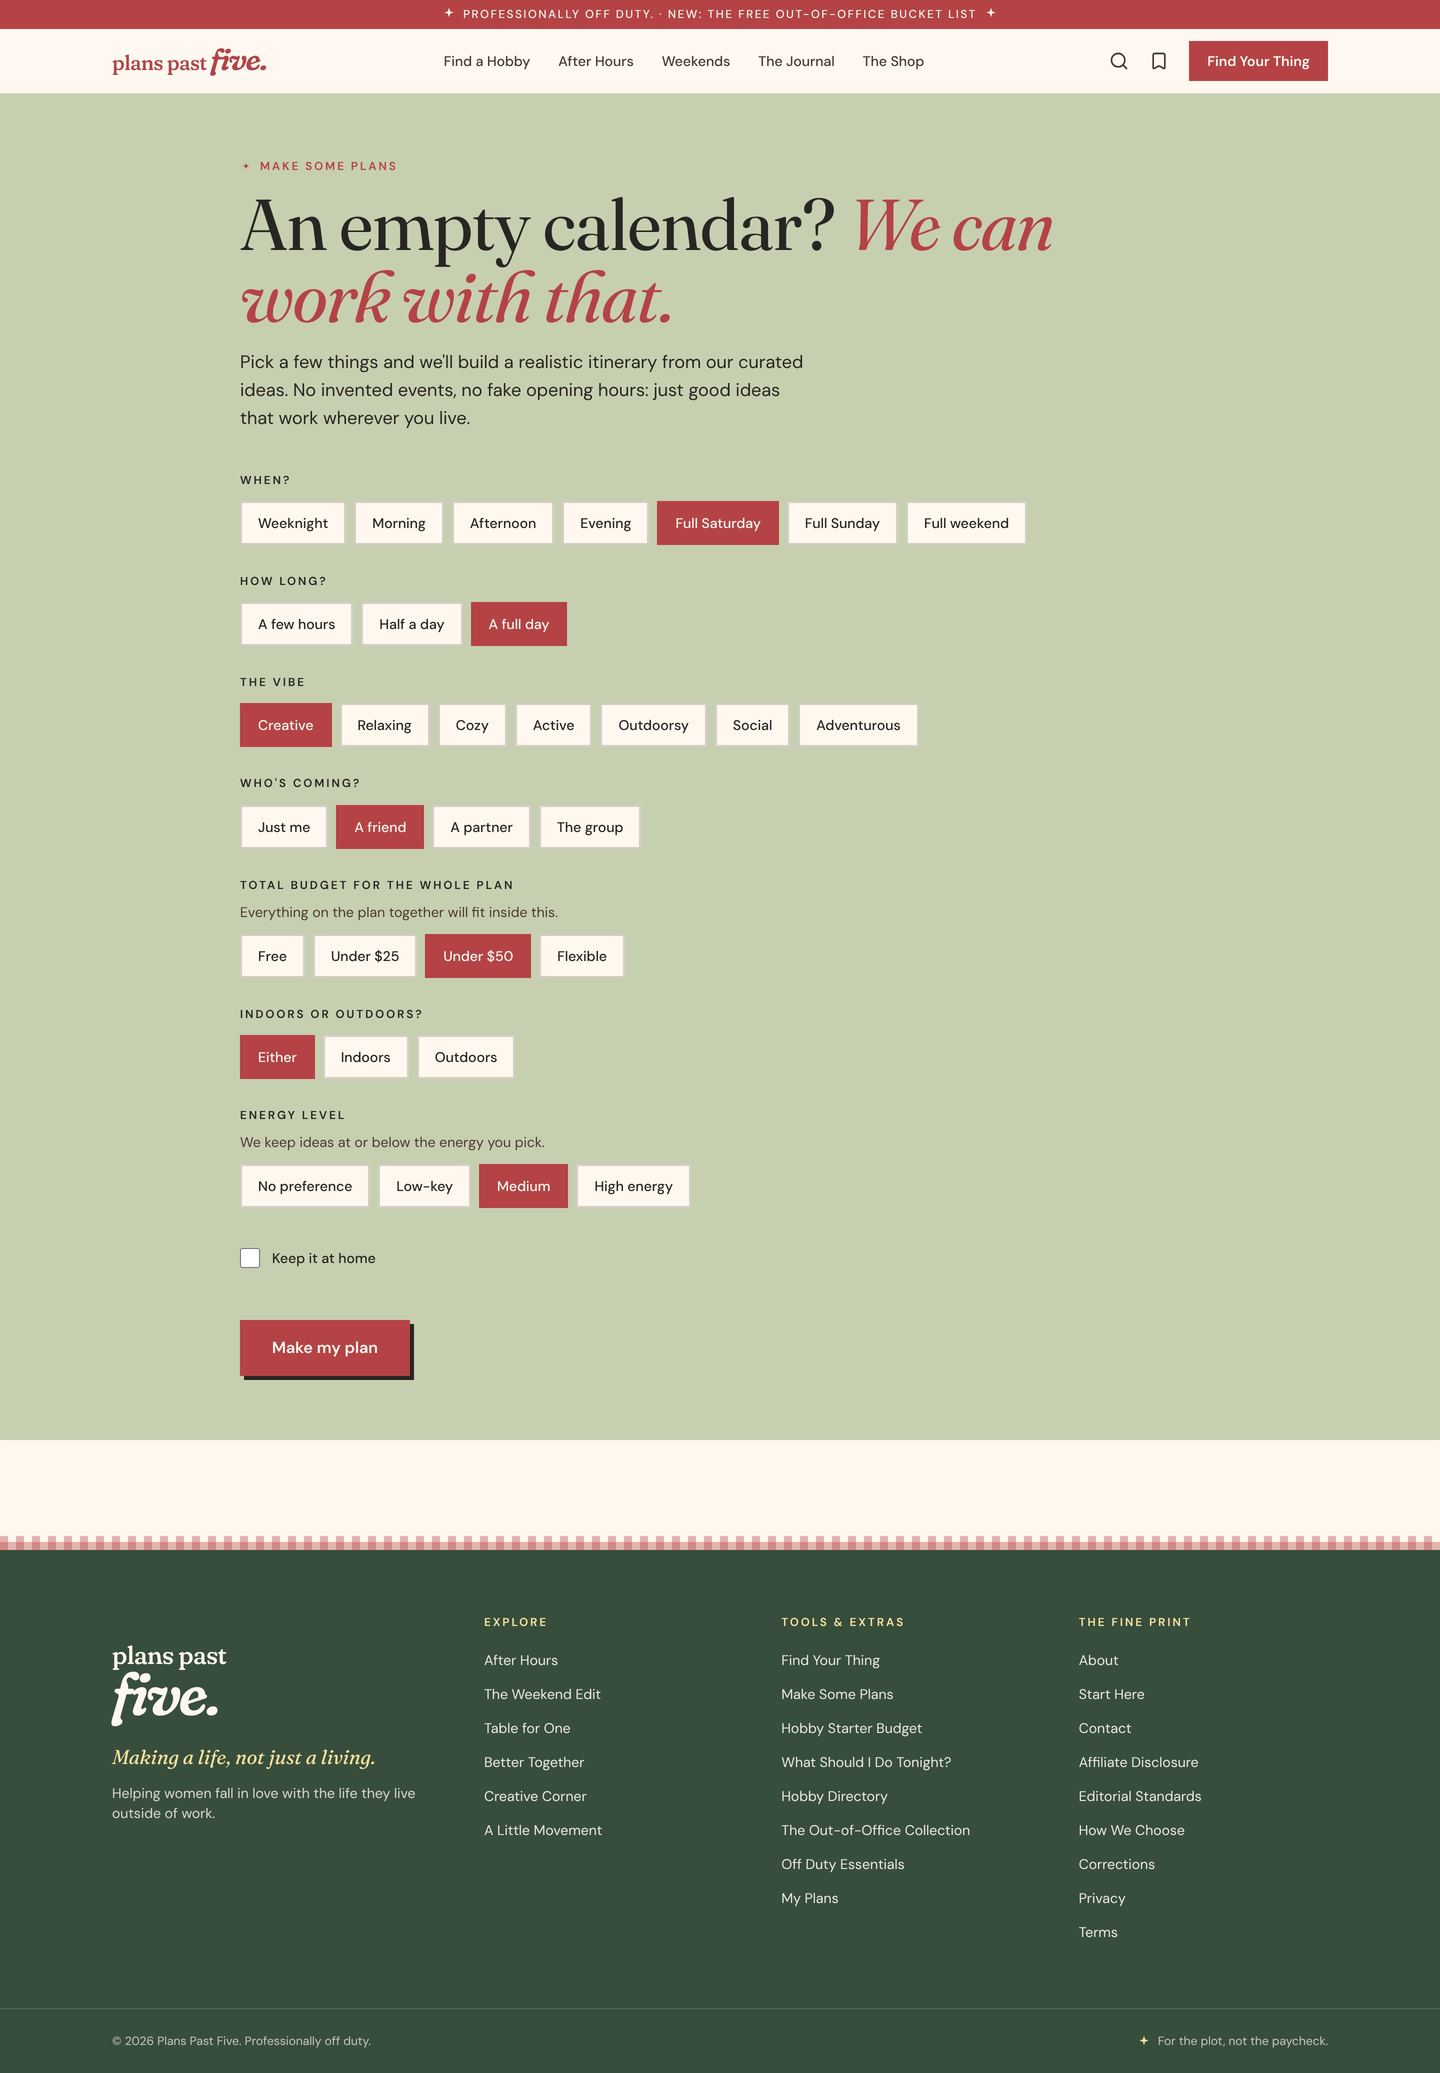 PROFESSIONALLY OFF DUTY. · NEW: THE FREE OUT-OF-OFFICE BUCKET LIST
plans past five.
Find a Hobby
After Hours
Weekends
The Journal
The Shop
Find Your Thing
MAKE SOME PLANS
An empty calendar? We can
work with that.
Pick a few things and we'll build a realistic itinerary from our curated
ideas. No invented events, no fake opening hours: just good ideas
that work wherever you live.
WHEN?
Weeknight
Morning
Afternoon
Evening
Full Saturday
Full Sunday
Full weekend
HOW LONG?
A few hours
Half a day
A full day
THE VIBE
Creative
Relaxing
Cozy
Active
Outdoorsy
Social
Adventurous
WHO'S COMING?
Just me
A friend
A partner
The group
TOTAL BUDGET FOR THE WHOLE PLAN
Everything on the plan together will fit inside this.
Free
Under $25
Under $50
Flexible
INDOORS OR OUTDOORS?
Either
Indoors
Outdoors
ENERGY LEVEL
We keep ideas at or below the energy you pick.
No preference
Low-key
Medium
High energy
Keep it at home
Make my plan
plans past
five.
Making a life, not just a living.
Helping women fall in love with the life they live
outside of work.
EXPLORE
After Hours
The Weekend Edit
Table for One
Better Together
Creative Corner
A Little Movement
TOOLS & EXTRAS
Find Your Thing
Make Some Plans
Hobby Starter Budget
What Should I Do Tonight?
Hobby Directory
The Out-of-Office Collection
Off Duty Essentials
My Plans
THE FINE PRINT
About
Start Here
Contact
Affiliate Disclosure
Editorial Standards
How We Choose
Corrections
Privacy
Terms
© 2026 Plans Past Five. Professionally off duty.
For the plot, not the paycheck.